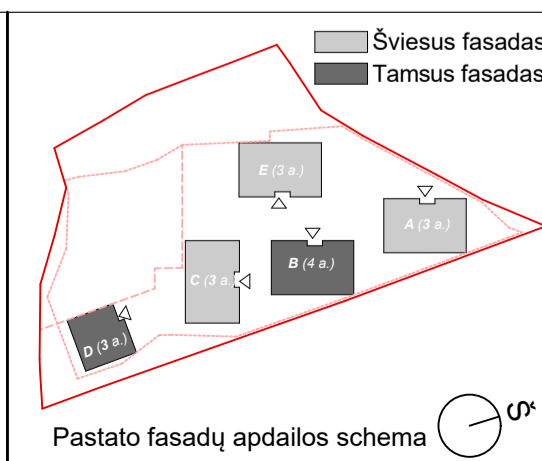 Šviesus fasadas
Tamsus fasadas
E (3 a.)
A (3 a.)
B (4 a.)
C (3 a.)
D (3 a.)
Pastato fasadų apdailos schema
Š